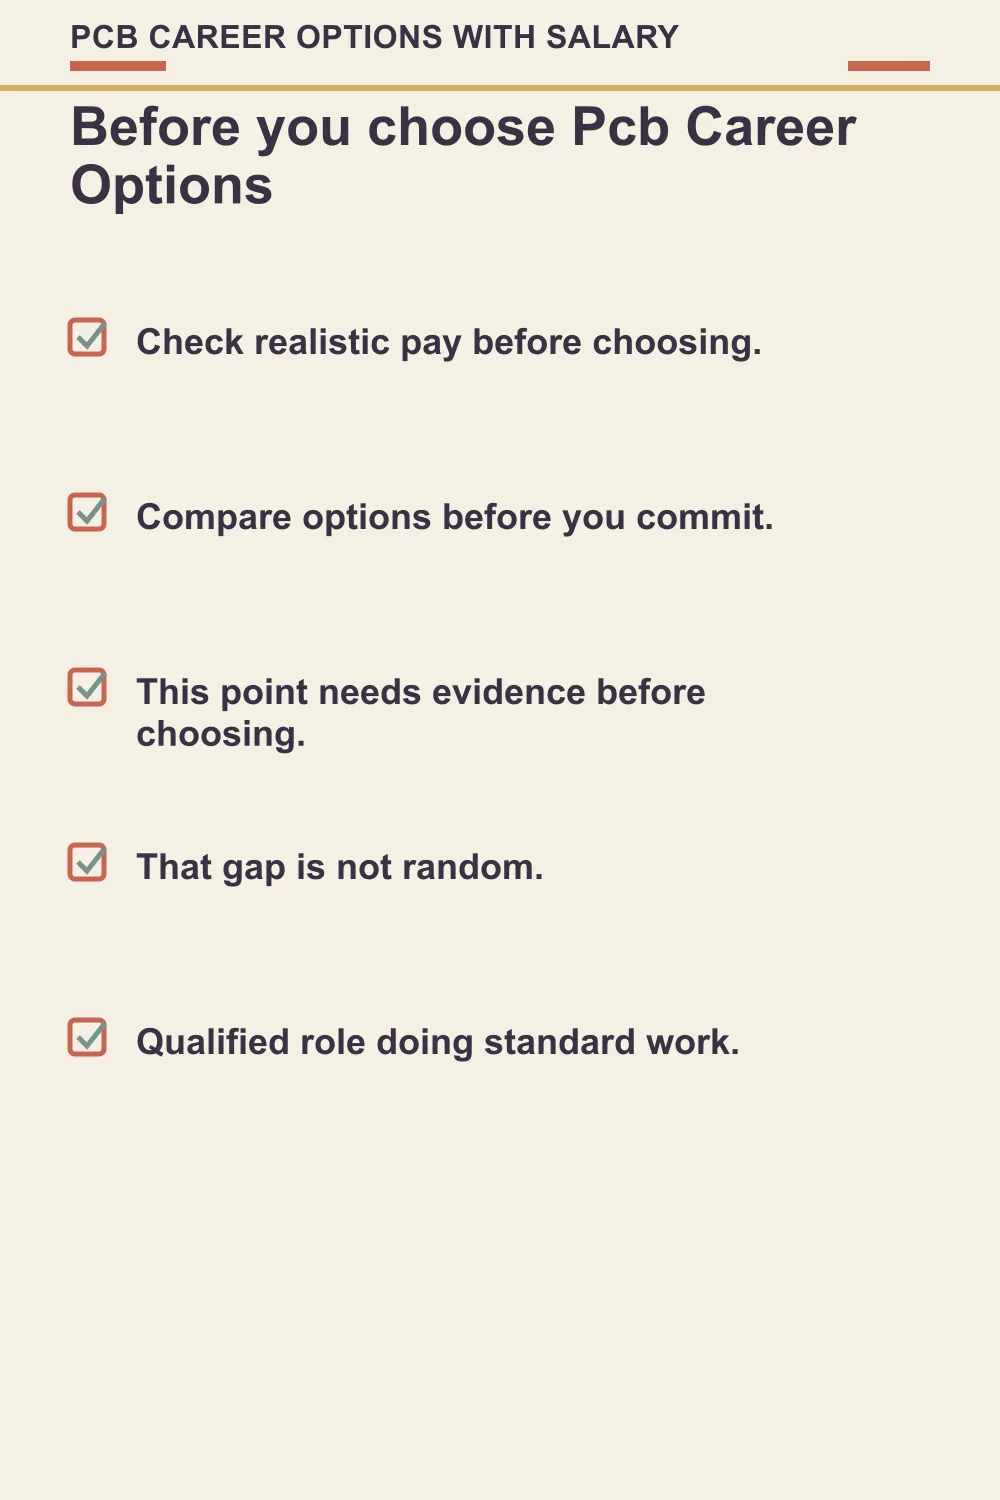 PCB CAREER OPTIONS WITH SALARY
Before you choose Pcb Career
Options
Check realistic pay before choosing.
Compare options before you commit.
This point needs evidence before
choosing.
That gap is not random.
Qualified role doing standard work.